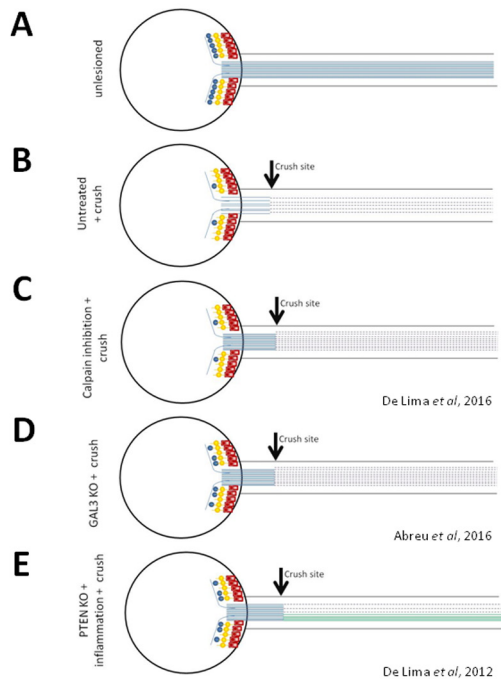 A
unlesioned
B
Untreated
+ crush
Crush site
C
Calpain inhibition +
crush
Crush site
De Lima et al, 2016
D
GAL3 KO + crush
Crush site
Abreu et al, 2016
E
PTEN KO +
inflammation + crush
Crush site
De Lima et al, 2012